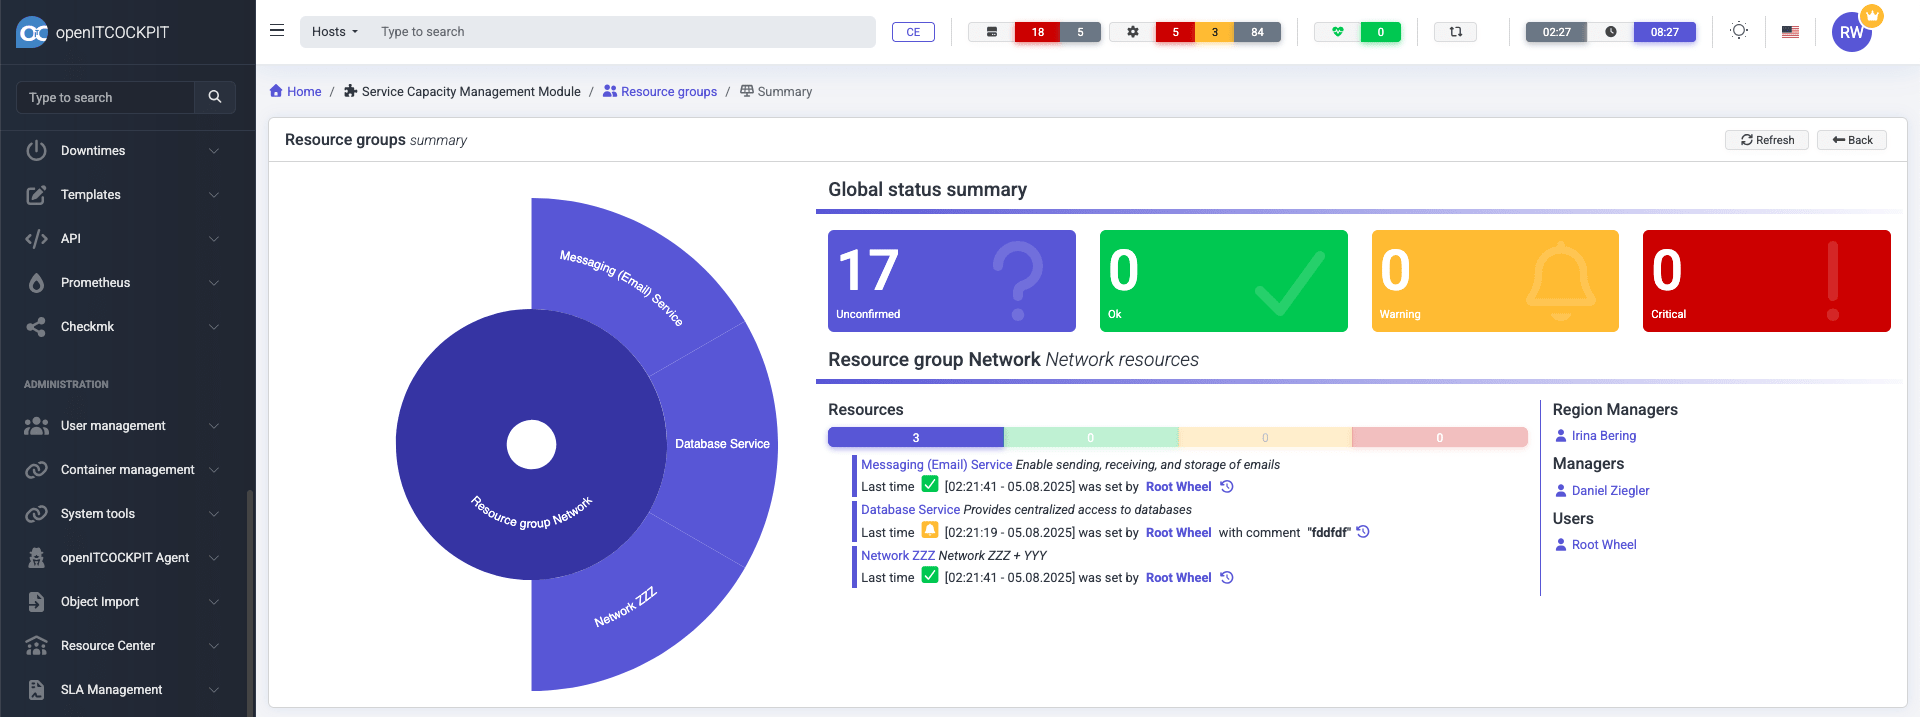 openITCOCKPIT
Hosts
Type to search
CE
18
5
5
3
84
0
02:27
08:27
RW
Type to search
Downtimes
Templates
API
Prometheus
Checkmk
ADMINISTRATION
User management
Container management
System tools
openITCOCKPIT Agent
Object Import
Resource Center
SLA Management
Home / Service Capacity Management Module / Resource groups / Summary
Resource groups summary
Refresh
Back
Messaging (Email) Service
Database Service
Network ZZZ
Resource group Network
Global status summary
17
Unconfirmed
0
Ok
0
Warning
0
Critical
Resource group Network Network resources
Resources
3
0
0
0
Messaging (Email) Service Enable sending, receiving, and storage of emails
Last time [02:21:41 - 05.08.2025] was set by Root Wheel
Database Service Provides centralized access to databases
Last time [02:21:19 - 05.08.2025] was set by Root Wheel with comment "fddfdf"
Network ZZZ Network ZZZ + YYY
Last time [02:21:41 - 05.08.2025] was set by Root Wheel
Region Managers
Irina Bering
Managers
Daniel Ziegler
Users
Root Wheel